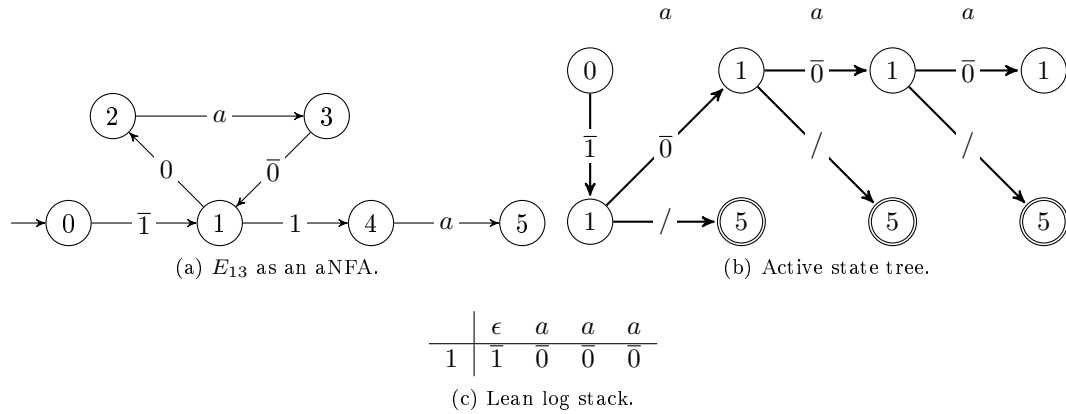 a a a
0 1 0̅ 1 0̅ 1
2 a 3
1̅ 0̅ / /
0 0̅
0 1̅ 1 1 4 a 5 1 / 5 5 5
(a) E₁₃ as an aNFA. (b) Active state tree.
ϵ a a a
1 1̅ 0̅ 0̅ 0̅
(c) Lean log stack.